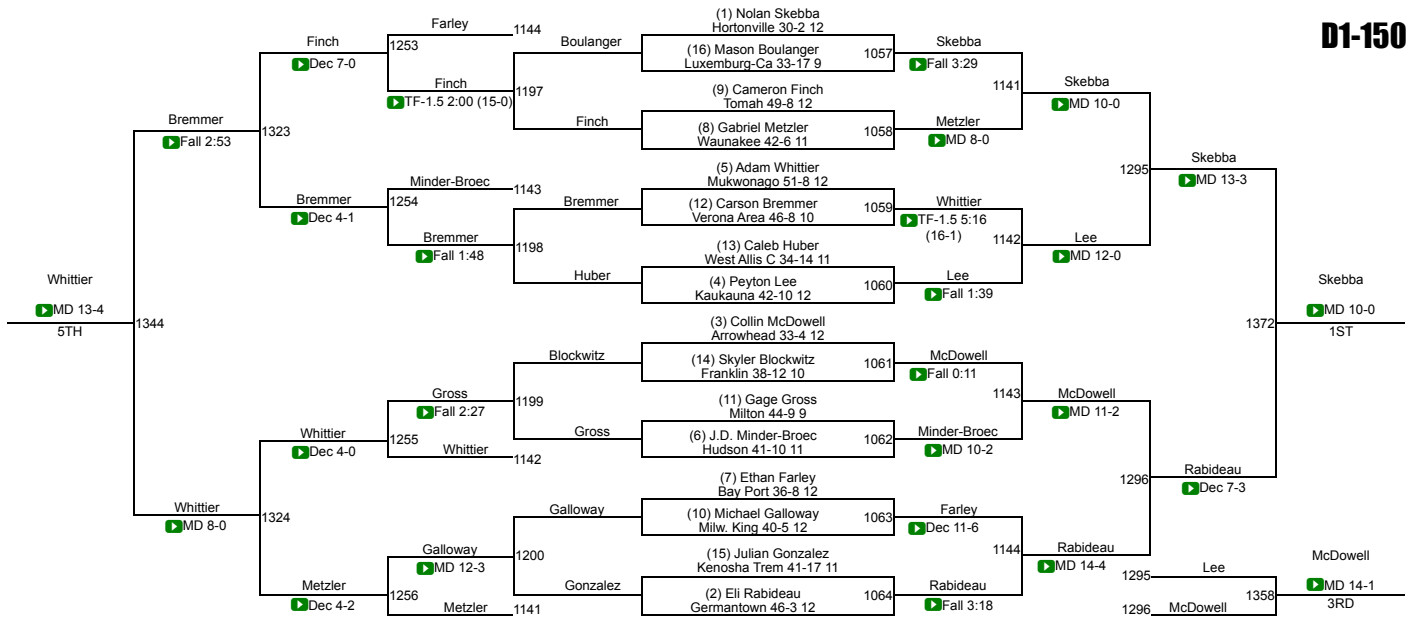 D1-150
(1) Nolan Skebba
Hortonville 30-2 12
(16) Mason Boulanger
Luxemburg-Ca 33-17 9
1057
(9) Cameron Finch
Tomah 49-8 12
(8) Gabriel Metzler
Waunakee 42-6 11
1058
(5) Adam Whittier
Mukwonago 51-8 12
(12) Carson Bremmer
Verona Area 46-8 10
1059
(13) Caleb Huber
West Allis C 34-14 11
(4) Peyton Lee
Kaukauna 42-10 12
1060
(3) Collin McDowell
Arrowhead 33-4 12
(14) Skyler Blockwitz
Franklin 38-12 10
1061
(11) Gage Gross
Milton 44-9 9
(6) J.D. Minder-Broec
Hudson 41-10 11
1062
(7) Ethan Farley
Bay Port 36-8 12
(10) Michael Galloway
Milw. King 40-5 12
1063
(15) Julian Gonzalez
Kenosha Trem 41-17 11
(2) Eli Rabideau
Germantown 46-3 12
1064
Skebba
Fall 3:29
1141
Metzler
MD 8-0
Whittier
TF-1.5 5:16
(16-1)
1142
Lee
Fall 1:39
McDowell
Fall 0:11
1143
Minder-Broec
MD 10-2
Farley
Dec 11-6
1144
Rabideau
Fall 3:18
Skebba
MD 10-0
1295
Lee
MD 12-0
McDowell
MD 11-2
1296
Rabideau
MD 14-4
Skebba
MD 13-3
1372
Rabideau
Dec 7-3
Skebba
MD 10-0
1ST
1295
Lee
1358
1296
McDowell
McDowell
MD 14-1
3RD
Boulanger
1197
Finch
Bremmer
1198
Huber
Blockwitz
1199
Gross
Galloway
1200
Gonzalez
Farley
1144
1253
Finch
TF-1.5 2:00 (15-0)
Minder-Broec
1143
1254
Bremmer
Fall 1:48
Gross
Fall 2:27
1255
Whittier
1142
Galloway
MD 12-3
1256
Metzler
1141
Finch
Dec 7-0
1323
Bremmer
Dec 4-1
Whittier
Dec 4-0
1324
Metzler
Dec 4-2
Bremmer
Fall 2:53
1344
Whittier
MD 8-0
Whittier
MD 13-4
5TH